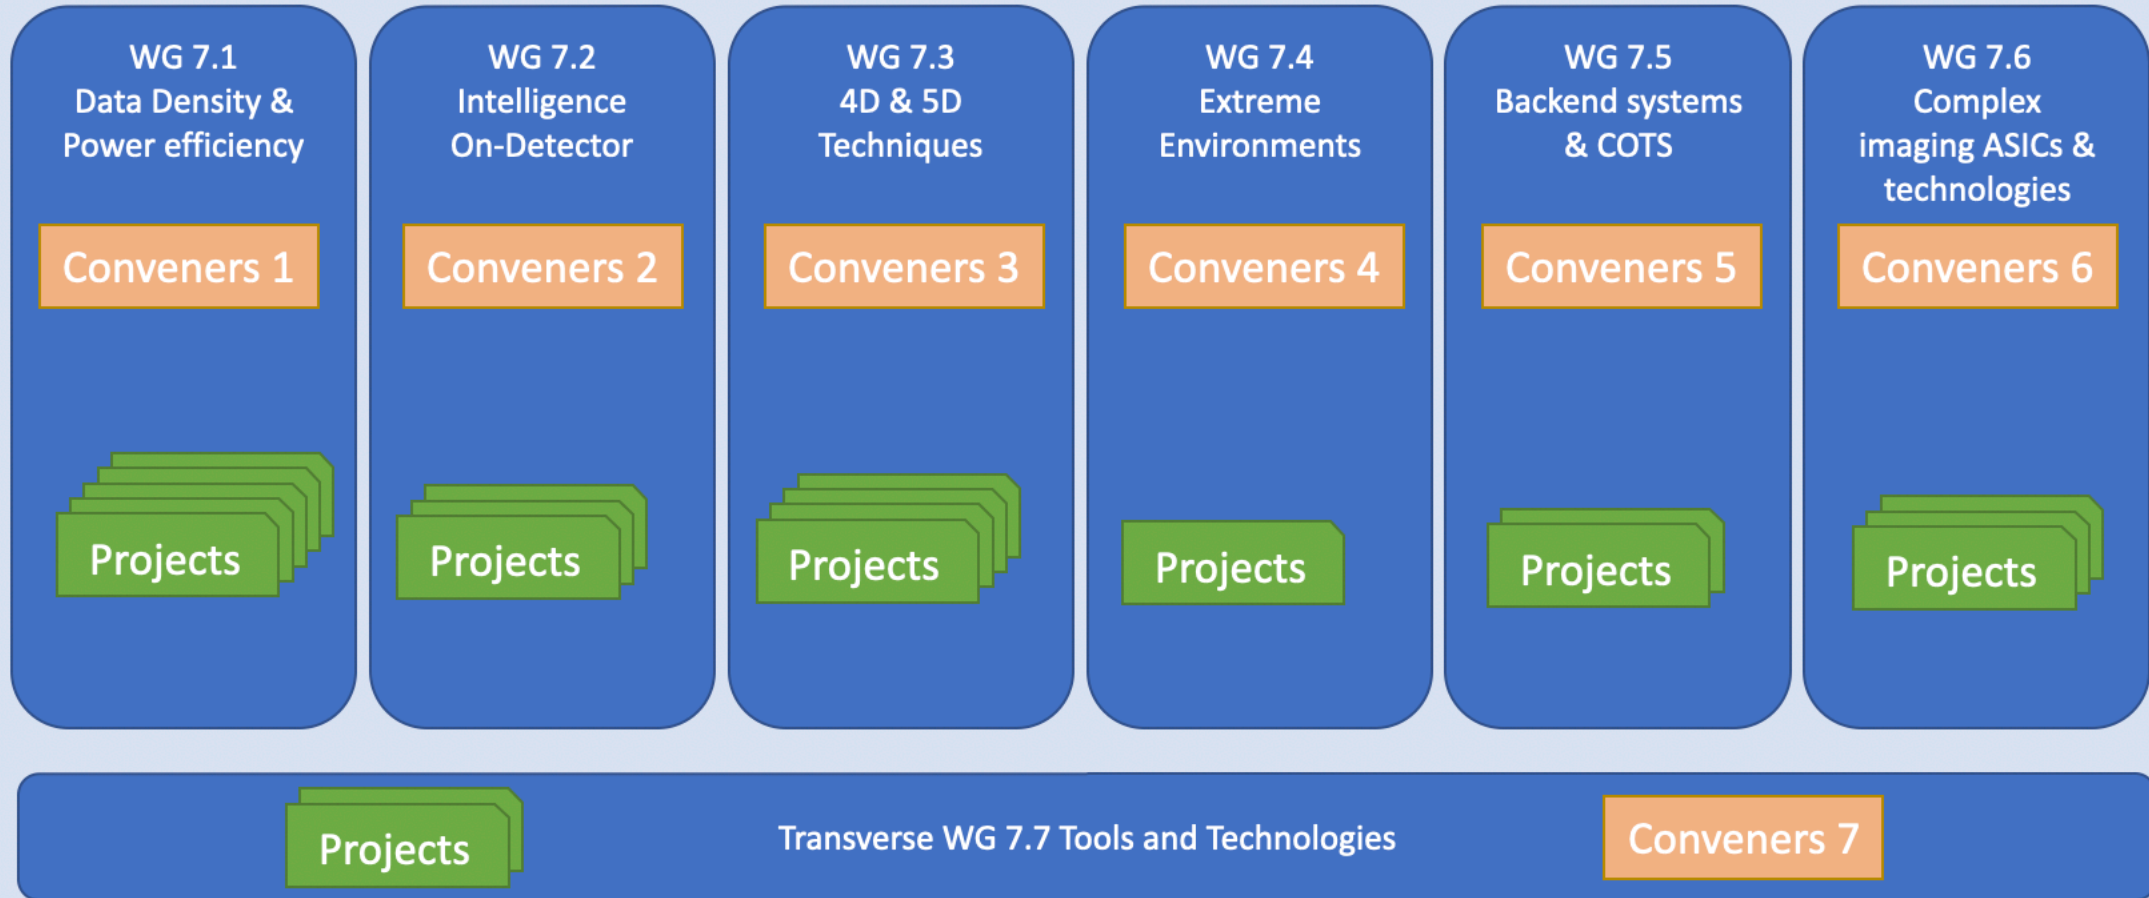 WG 7.1
Data Density &
Power efficiency
Conveners 1
Projects
WG 7.2
Intelligence
On-Detector
Conveners 2
Projects
WG 7.3
4D & 5D
Techniques
Conveners 3
Projects
WG 7.4
Extreme
Environments
Conveners 4
Projects
WG 7.5
Backend systems
& COTS
Conveners 5
Projects
WG 7.6
Complex
imaging ASICs &
technologies
Conveners 6
Projects
Projects
Transverse WG 7.7 Tools and Technologies
Conveners 7